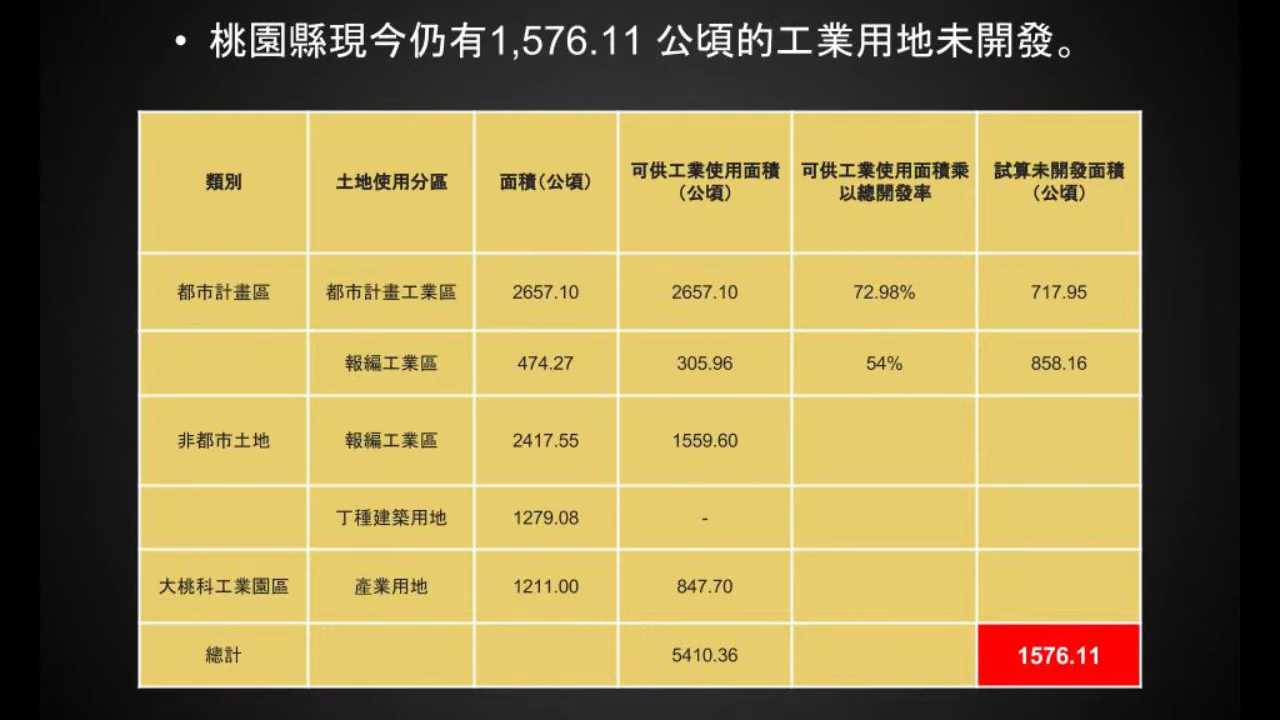 • 桃園縣現今仍有1,576.11 公頃的工業用地未開發。
類別 土地使用分區 面積(公頃) 可供工業使用面積(公頃) 可供工業使用面積乘以總開發率 試算未開發面積(公頃)
都市計畫區 都市計畫工業區 2657.10 2657.10 72.98% 717.95
報編工業區 474.27 305.96 54% 858.16
非都市土地 報編工業區 2417.55 1559.60
丁種建築用地 1279.08 -
大桃科工業園區 產業用地 1211.00 847.70
總計 5410.36 1576.11